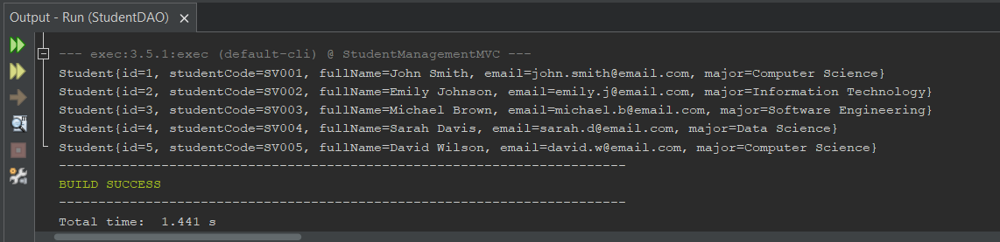 Output - Run (StudentDAO) ×
--- exec:3.5.1:exec (default-cli) @ StudentManagementMVC ---
Student{id=1, studentCode=SV001, fullName=John Smith, email=john.smith@email.com, major=Computer Science}
Student{id=2, studentCode=SV002, fullName=Emily Johnson, email=emily.j@email.com, major=Information Technology}
Student{id=3, studentCode=SV003, fullName=Michael Brown, email=michael.b@email.com, major=Software Engineering}
Student{id=4, studentCode=SV004, fullName=Sarah Davis, email=sarah.d@email.com, major=Data Science}
Student{id=5, studentCode=SV005, fullName=David Wilson, email=david.w@email.com, major=Computer Science}
------------------------------------------------------------------------
BUILD SUCCESS
------------------------------------------------------------------------
Total time:  1.441 s